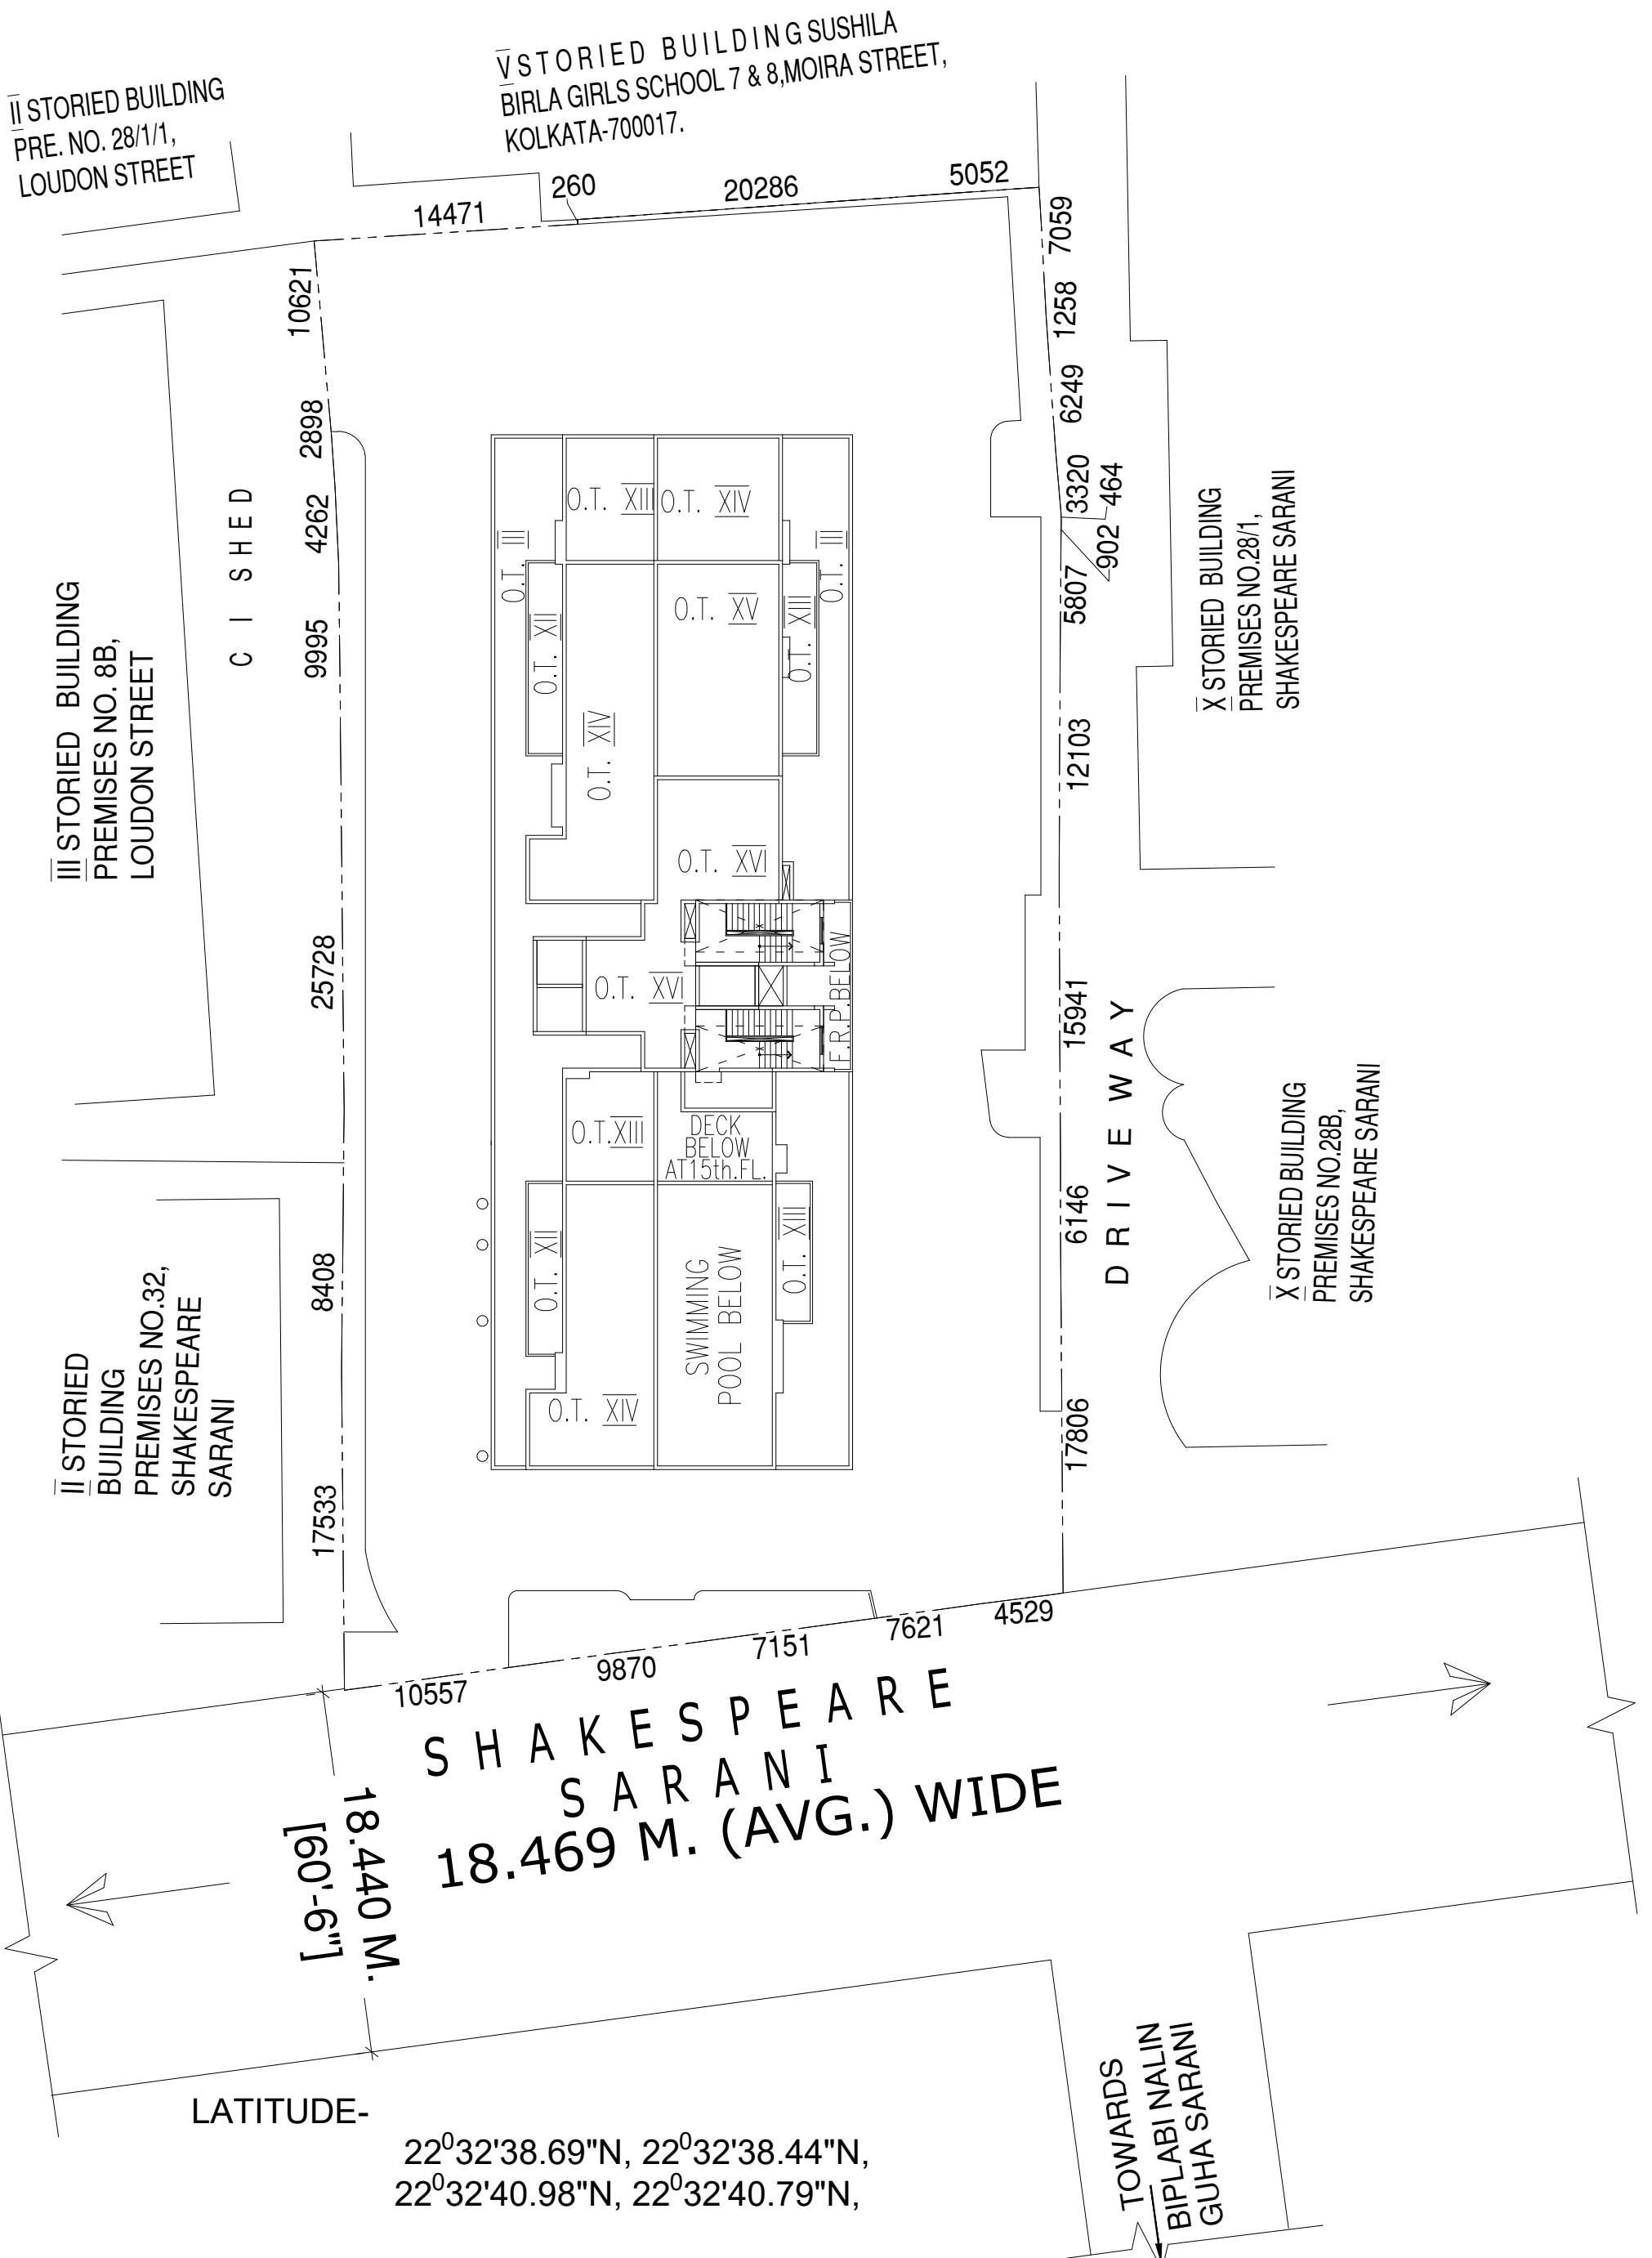 II STORIED BUILDING
PRE. NO. 28/1/1,
LOUDON STREET
V STORIED BUILDING SUSHILA
BIRLA GIRLS SCHOOL 7 & 8,MOIRA STREET,
KOLKATA-700017.
14471
260
20286
5052
7059
1258
6249
3320
464
902
5807
12103
15941
6146
17806
10621
2898
4262
9995
25728
8408
17533
C I SHED
III STORIED BUILDING
PREMISES NO. 8B,
LOUDON STREET
II STORIED
BUILDING
PREMISES NO.32,
SHAKESPEARE
SARANI
X STORIED BUILDING
PREMISES NO.28/1,
SHAKESPEARE SARANI
X STORIED BUILDING
PREMISES NO.28B,
SHAKESPEARE SARANI
DRIVE WAY
O.T. III
O.T. XIII
O.T. XIV
O.T. III
O.T. XII
O.T. XV
O.T. XIII
O.T. XIV
O.T. XVI
O.T. XVI
F.R.P.BELOW
O.T.XIII
DECK
BELOW
AT15th.FL.
O.T. XII
SWIMMING
POOL BELOW
O.T. XIII
O.T. XIV
10557
9870
7151
7621
4529
SHAKESPEARE
SARANI
18.469 M. (AVG.) WIDE
18.440 M.
[60'-6"]
LATITUDE-
22⁰32'38.69"N, 22⁰32'38.44"N,
22⁰32'40.98"N, 22⁰32'40.79"N,
TOWARDS
BIPLABI NALIN
GUHA SARANI